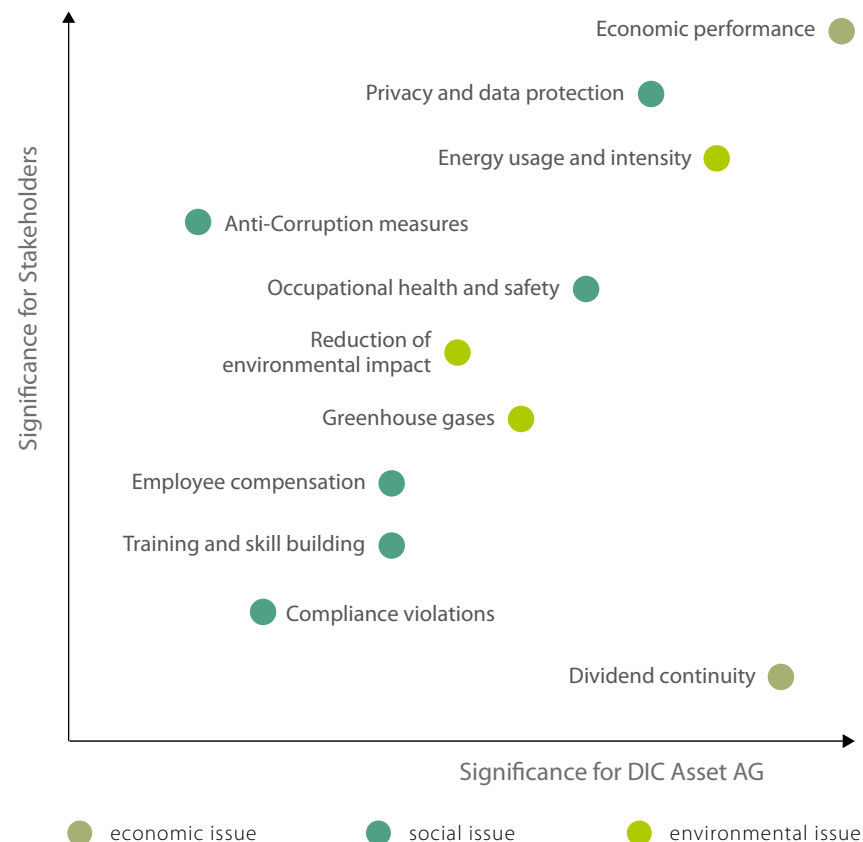 Economic performance
Privacy and data protection
Energy usage and intensity
Anti-Corruption measures
Occupational health and safety
Reduction of
environmental impact
Greenhouse gases
Employee compensation
Training and skill building
Compliance violations
Dividend continuity
Significance for Stakeholders
Significance for DIC Asset AG
economic issue
social issue
environmental issue